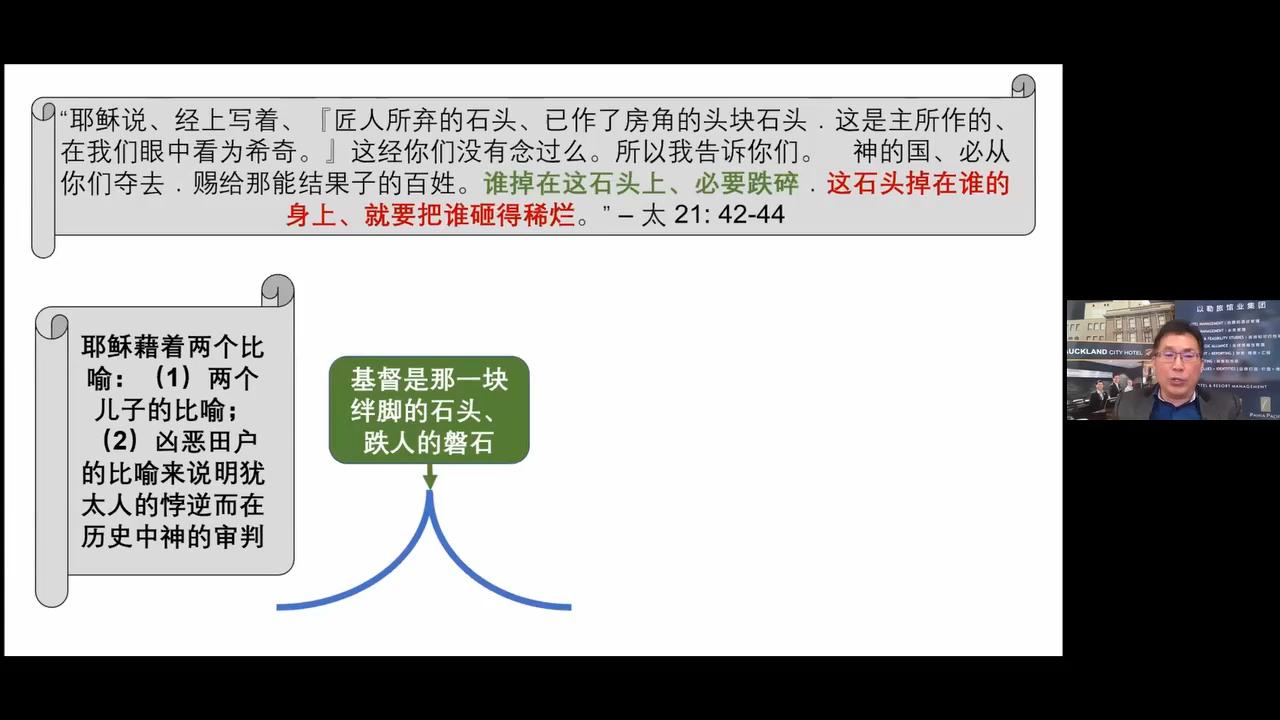 “耶稣说、经上写着、『匠人所弃的石头、已作了房角的头块石头．这是主所作的、
在我们眼中看为希奇。』这经你们没有念过么。所以我告诉你们。　神的国、必从
你们夺去．赐给那能结果子的百姓。谁掉在这石头上、必要跌碎．这石头掉在谁的
身上、就要把谁砸得稀烂。” – 太 21: 42-44
耶稣藉着两个比
喻：（1）两个
儿子的比喻；
（2）凶恶田户
的比喻来说明犹
太人的悖逆而在
历史中神的审判
基督是那一块
绊脚的石头、
跌人的磐石
以勒旅馆业集团
AUCKLAND CITY HOTEL
HOTEL & RESORT MANAGEMENT